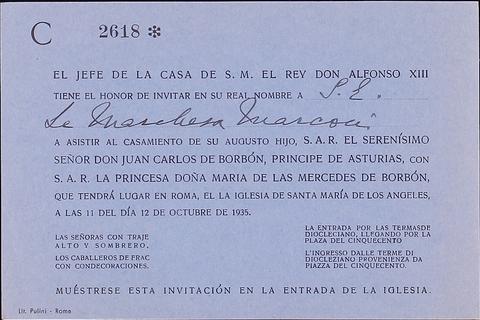 C 2618 *
EL JEFE DE LA CASA DE S. M. EL REY DON ALFONSO XIII
TIENE EL HONOR DE INVITAR EN SU REAL NOMBRE A S. E.
La Marchesa Marconi
A ASISTIR AL CASAMIENTO DE SU AUGUSTO HIJO, S. A. R. EL SERENÍSIMO
SEÑOR DON JUAN CARLOS DE BORBÓN, PRINCIPE DE ASTURIAS, CON
S. A. R. LA PRINCESA DOÑA MARIA DE LAS MERCEDES DE BORBÓN,
QUE TENDRÁ LUGAR EN ROMA, EL LA IGLESIA DE SANTA MARÍA DE LOS ANGELES,
A LAS 11 DEL DÍA 12 DE OCTUBRE DE 1935.
LAS SEÑORAS CON TRAJE
ALTO Y SOMBRERO,
LOS CABALLEROS DE FRAC
CON CONDECORACIONES.
LA ENTRADA POR LAS TERMASDE
DIOCLECIANO, LLEGANDO POR LA
PLAZA DEL CINQUECENTO
L'INGRESSO DALLE TERME DI
DIOCLEZIANO PROVENIENZA DA
PIAZZA DEL CINQUECENTO.
MUÉSTRESE ESTA INVITACIÓN EN LA ENTRADA DE LA IGLESIA.
Lit. Pulini - Roma